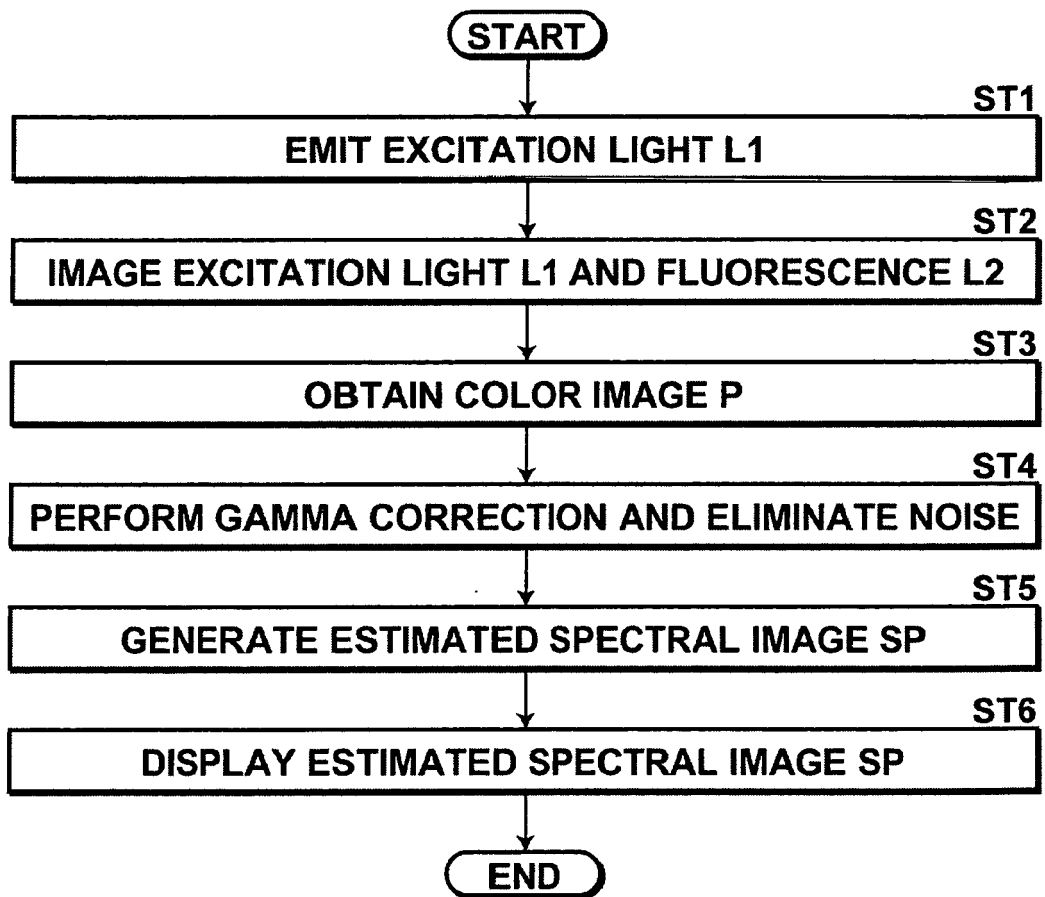 START
ST1
EMIT EXCITATION LIGHT L1
ST2
IMAGE EXCITATION LIGHT L1 AND FLUORESCENCE L2
ST3
OBTAIN COLOR IMAGE P
ST4
PERFORM GAMMA CORRECTION AND ELIMINATE NOISE
ST5
GENERATE ESTIMATED SPECTRAL IMAGE SP
ST6
DISPLAY ESTIMATED SPECTRAL IMAGE SP
END